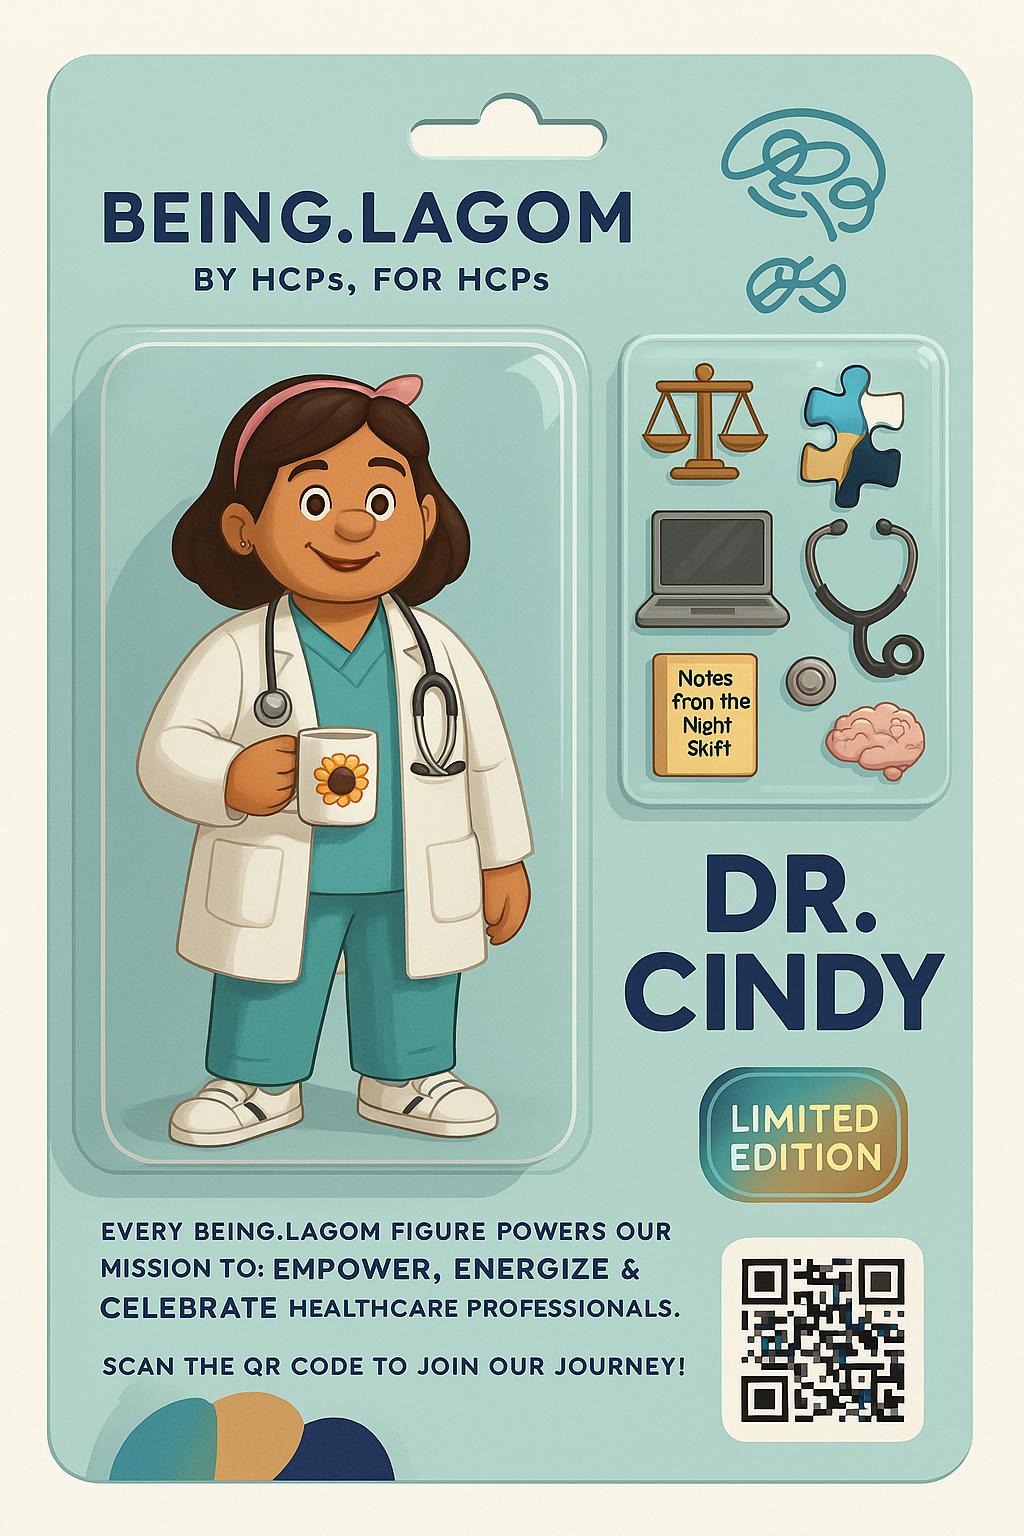 BEING.LAGOM
BY HCPs, FOR HCPs
Notes
fron the
Night
Skift
DR.
CINDY
LIMITED
EDITION
EVERY BEING.LAGOM FIGURE POWERS OUR
MISSION TO: EMPOWER, ENERGIZE &
CELEBRATE HEALTHCARE PROFESSIONALS.
SCAN THE QR CODE TO JOIN OUR JOURNEY!